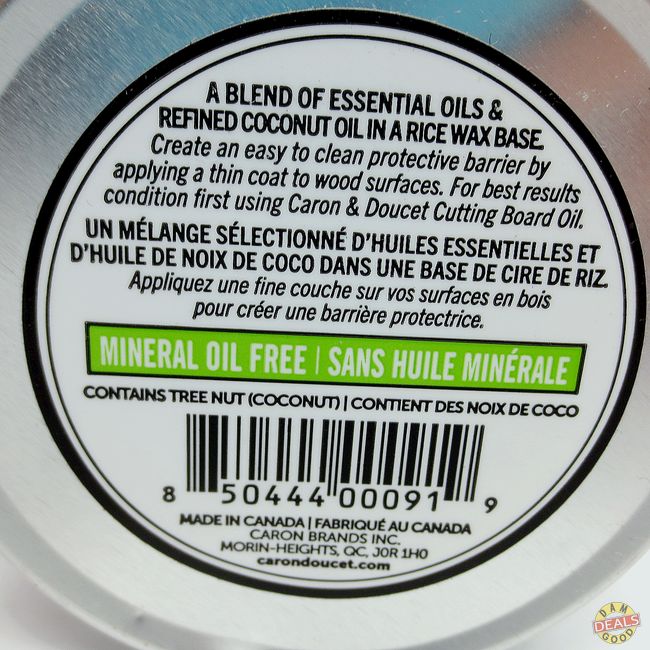 A BLEND OF ESSENTIAL OILS &
REFINED COCONUT OIL IN A RICE WAX BASE.
Create an easy to clean protective barrier by
applying a thin coat to wood surfaces. For best results
condition first using Caron & Doucet Cutting Board Oil.
UN MÉLANGE SÉLECTIONNÉ D'HUILES ESSENTIELLES ET
D'HUILE DE NOIX DE COCO DANS UNE BASE DE CIRE DE RIZ.
Appliquez une fine couche sur vos surfaces en bois
pour créer une barrière protectrice.
MINERAL OIL FREE | SANS HUILE MINÉRALE
CONTAINS TREE NUT (COCONUT) | CONTIENT DES NOIX DE COCO
8 50444 00091 9
MADE IN CANADA | FABRIQUÉ AU CANADA
CARON BRANDS INC.
MORIN-HEIGHTS, QC, J0R 1H0
carondoucet.com
DAM
DEALS
GOOD